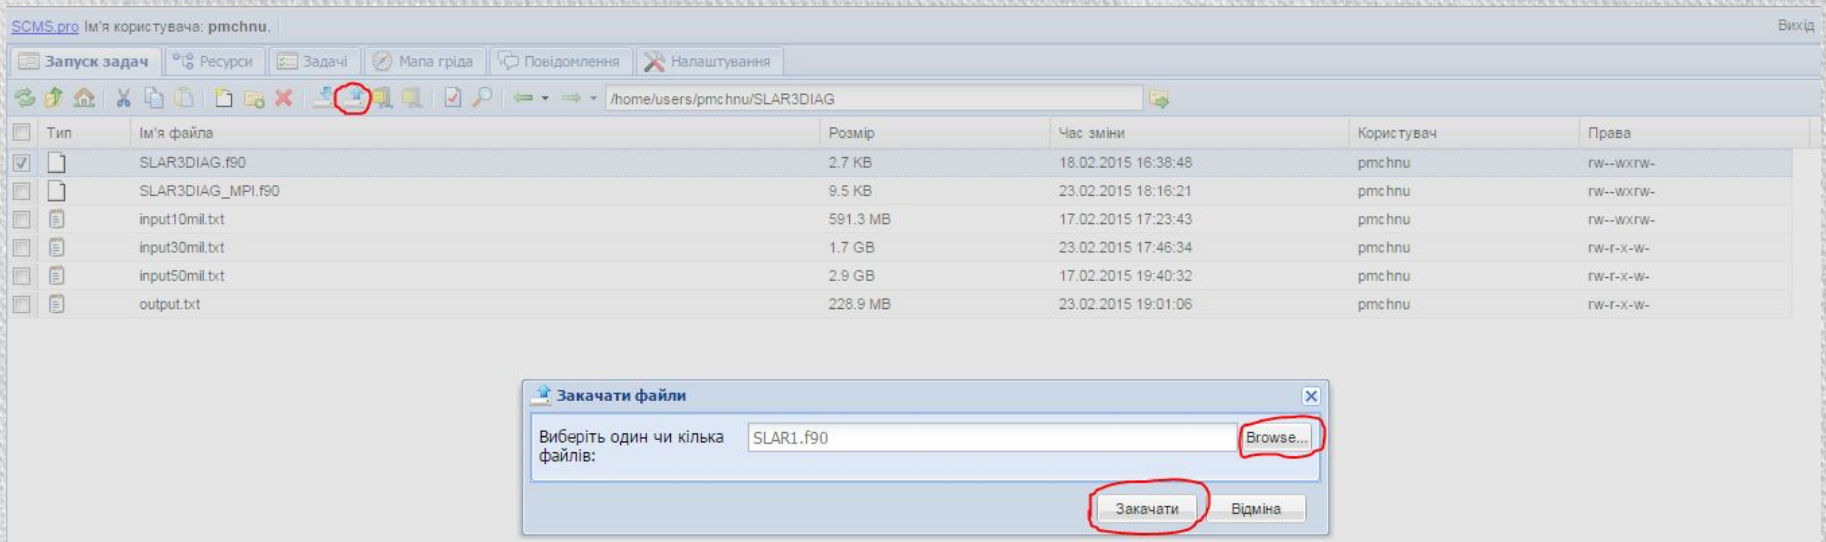 SCMS.pro Ім'я користувача: pmchnu. Вихід
Запуск задач Ресурси Задачі Мапа гріда Повідомлення Налаштування
/home/users/pmchnu/SLAR3DIAG
Тип Ім'я файла Розмір Час зміни Користувач Права
SLAR3DIAG.f90 2.7 KB 18.02.2015 16:38:48 pmchnu rw--wxrw-
SLAR3DIAG_MPI.f90 9.5 KB 23.02.2015 18:16:21 pmchnu rw--wxrw-
input10mil.txt 591.3 MB 17.02.2015 17:23:43 pmchnu rw--wxrw-
input30mil.txt 1.7 GB 23.02.2015 17:46:34 pmchnu rw-r-x-w-
input50mil.txt 2.9 GB 17.02.2015 19:40:32 pmchnu rw-r-x-w-
output.txt 228.9 MB 23.02.2015 19:01:06 pmchnu rw-r-x-w-
Закачати файли
Виберіть один чи кілька файлів: SLAR1.f90 Browse...
Закачати Відміна